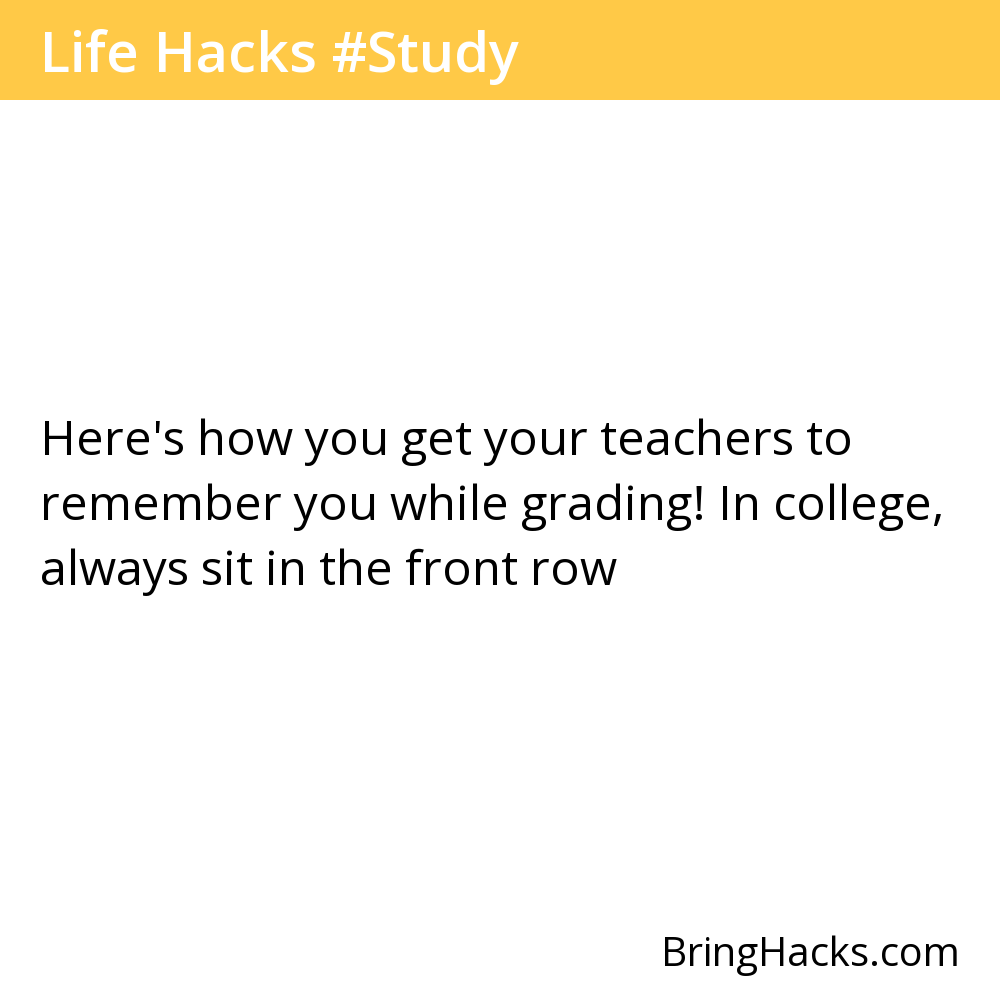 Life Hacks #Study
Here's how you get your teachers to
remember you while grading! In college,
always sit in the front row
BringHacks.com